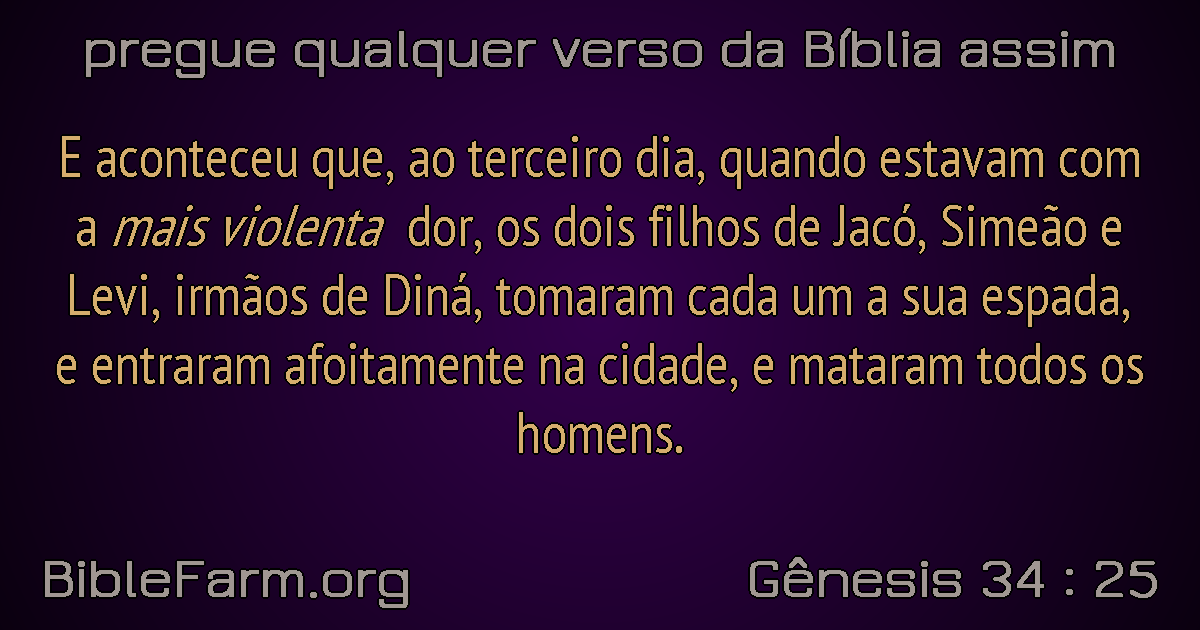 pregue qualquer verso da Bíblia assim
E aconteceu que, ao terceiro dia, quando estavam com
a mais violenta dor, os dois filhos de Jacó, Simeão e
Levi, irmãos de Diná, tomaram cada um a sua espada,
e entraram afoitamente na cidade, e mataram todos os
homens.
BibleFarm.org
Gênesis 34 : 25